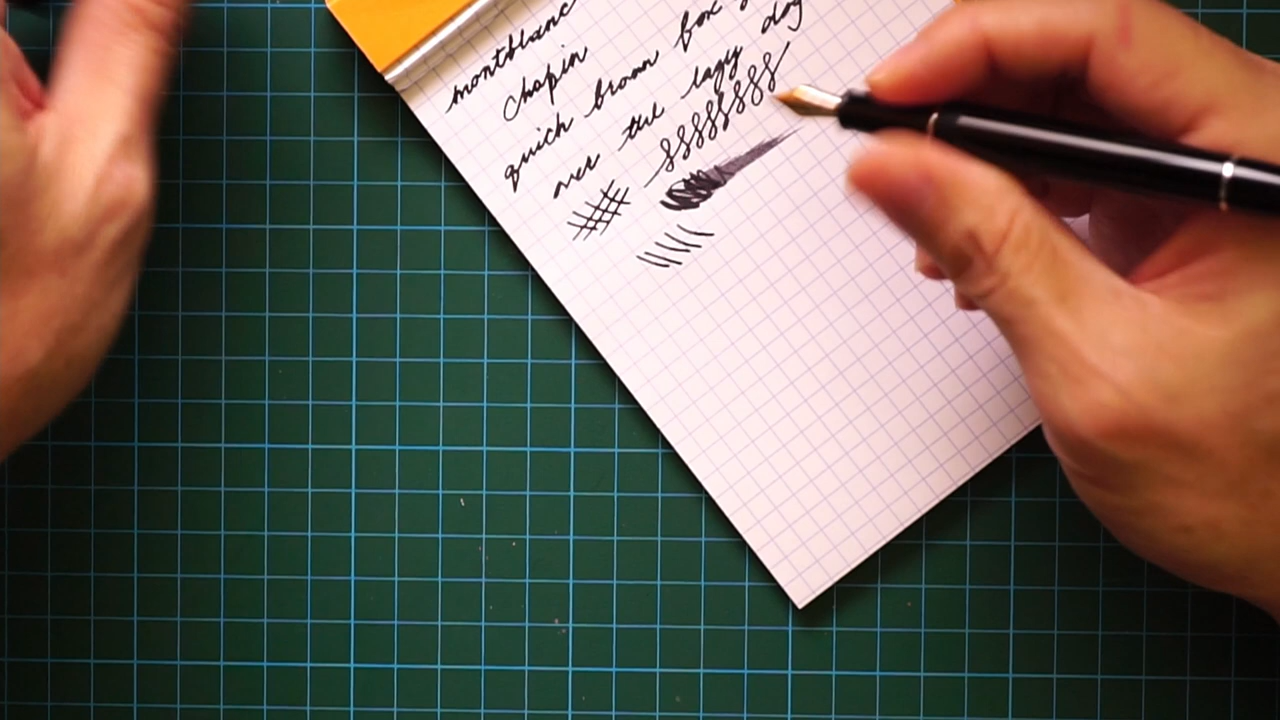 montblanc
chopin
quick brown fox j
over the lazy dog